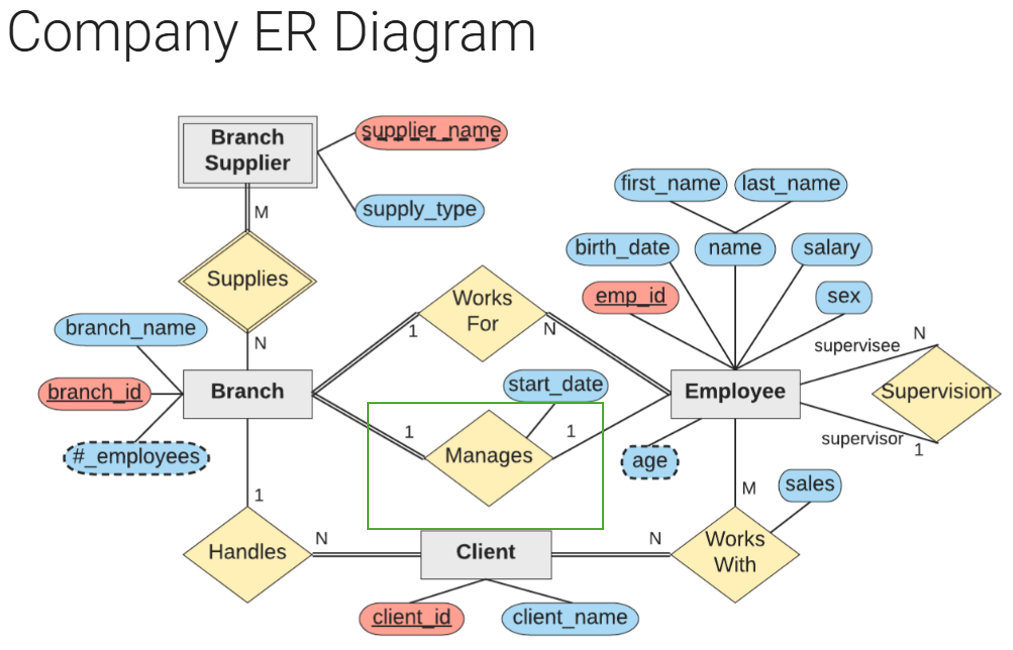 Company ER Diagram
Branch
Supplier
supplier_name
supply_type
M
Supplies
N
first_name
last_name
birth_date
name
salary
emp_id
sex
Works
For
1
N
branch_name
branch_id
#_employees
Branch
Employee
supervisee
N
Supervision
supervisor
1
start_date
1
Manages
1
age
1
Handles
N
Client
N
M
sales
Works
With
client_id
client_name